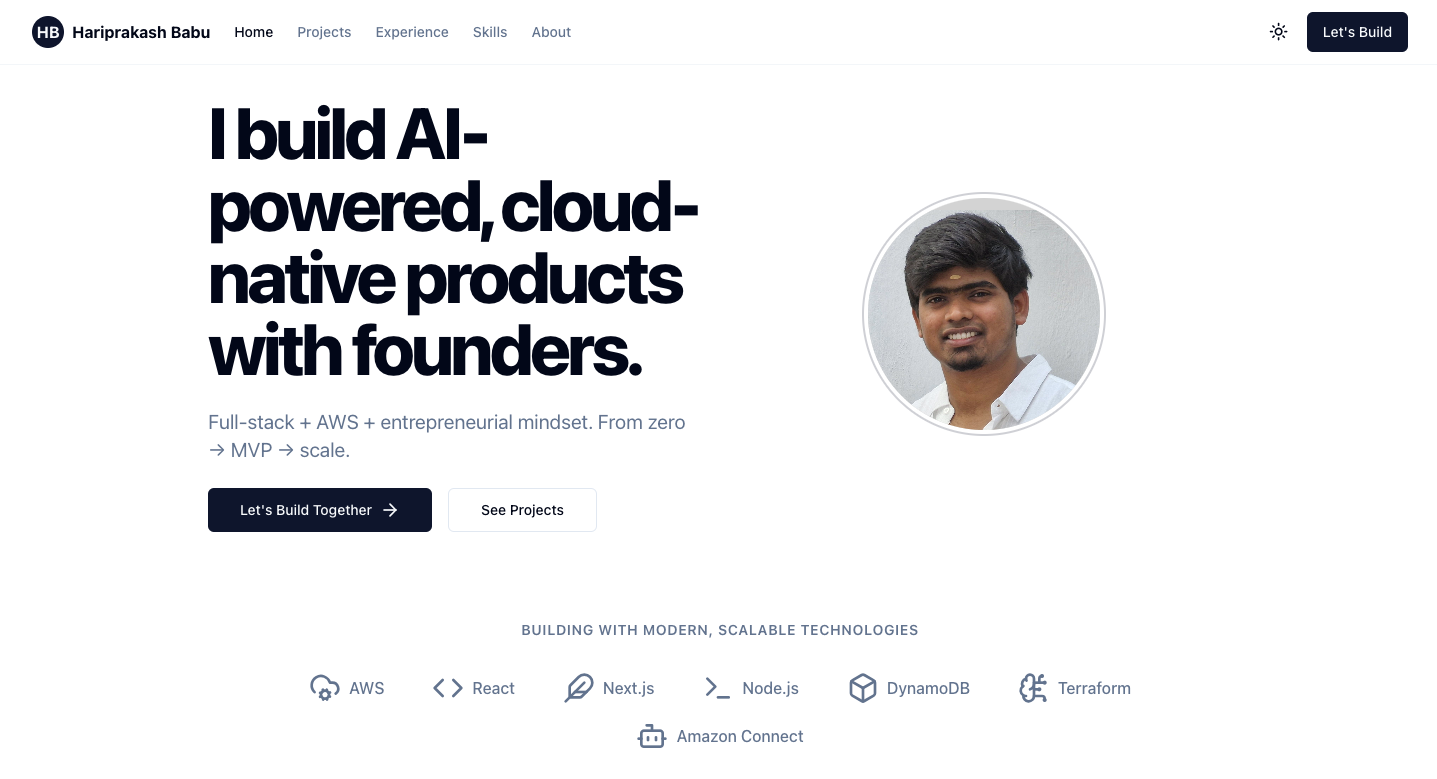 HB Hariprakash Babu Home Projects Experience Skills About Let's Build
I build AI-
powered, cloud-
native products
with founders.
Full-stack + AWS + entrepreneurial mindset. From zero
→ MVP → scale.
Let's Build Together → See Projects
BUILDING WITH MODERN, SCALABLE TECHNOLOGIES
AWS React Next.js Node.js DynamoDB Terraform
Amazon Connect